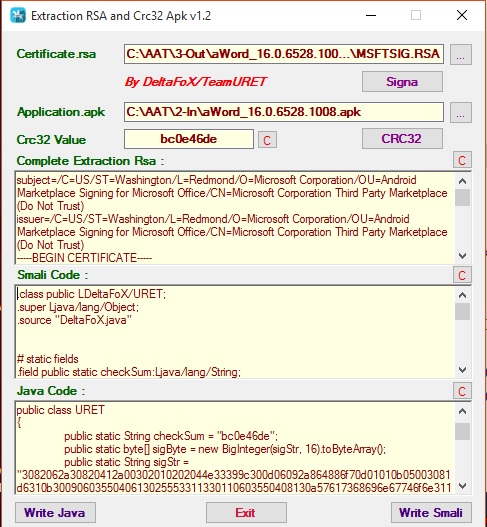 Extraction RSA and Crc32 Apk v1.2
Certificate.rsa C:\AAT\3-Out\aWord_16.0.6528.100...\MSFTSIG.RSA ...
By DeltaFoX/TeamURET Signa
Application.apk C:\AAT\2-In\aWord_16.0.6528.1008.apk ...
Crc32 Value bc0e46de C CRC32
Complete Extraction Rsa : C
subject=/C=US/ST=Washington/L=Redmond/O=Microsoft Corporation/OU=Android
Marketplace Signing for Microsoft Office/CN=Microsoft Corporation Third Party Marketplace
(Do Not Trust)
issuer=/C=US/ST=Washington/L=Redmond/O=Microsoft Corporation/OU=Android
Marketplace Signing for Microsoft Office/CN=Microsoft Corporation Third Party Marketplace
(Do Not Trust)
-----BEGIN CERTIFICATE-----
Smali Code : C
.class public LDeltaFoX/URET;
.super Ljava/lang/Object;
.source "DeltaFoX.java"
# static fields
.field public static checkSum:Ljava/lang/String;
Java Code : C
public class URET
{
public static String checkSum = "bc0e46de";
public static byte[] sigByte = new BigInteger(sigStr, 16).toByteArray();
public static String sigStr =
"3082062a30820412a00302010202044e33399c300d06092a864886f70d01010b05003081
d6310b3009060355040613025553311330110603550408130a57617368696e67746f6e311
Write Java Exit Write Smali